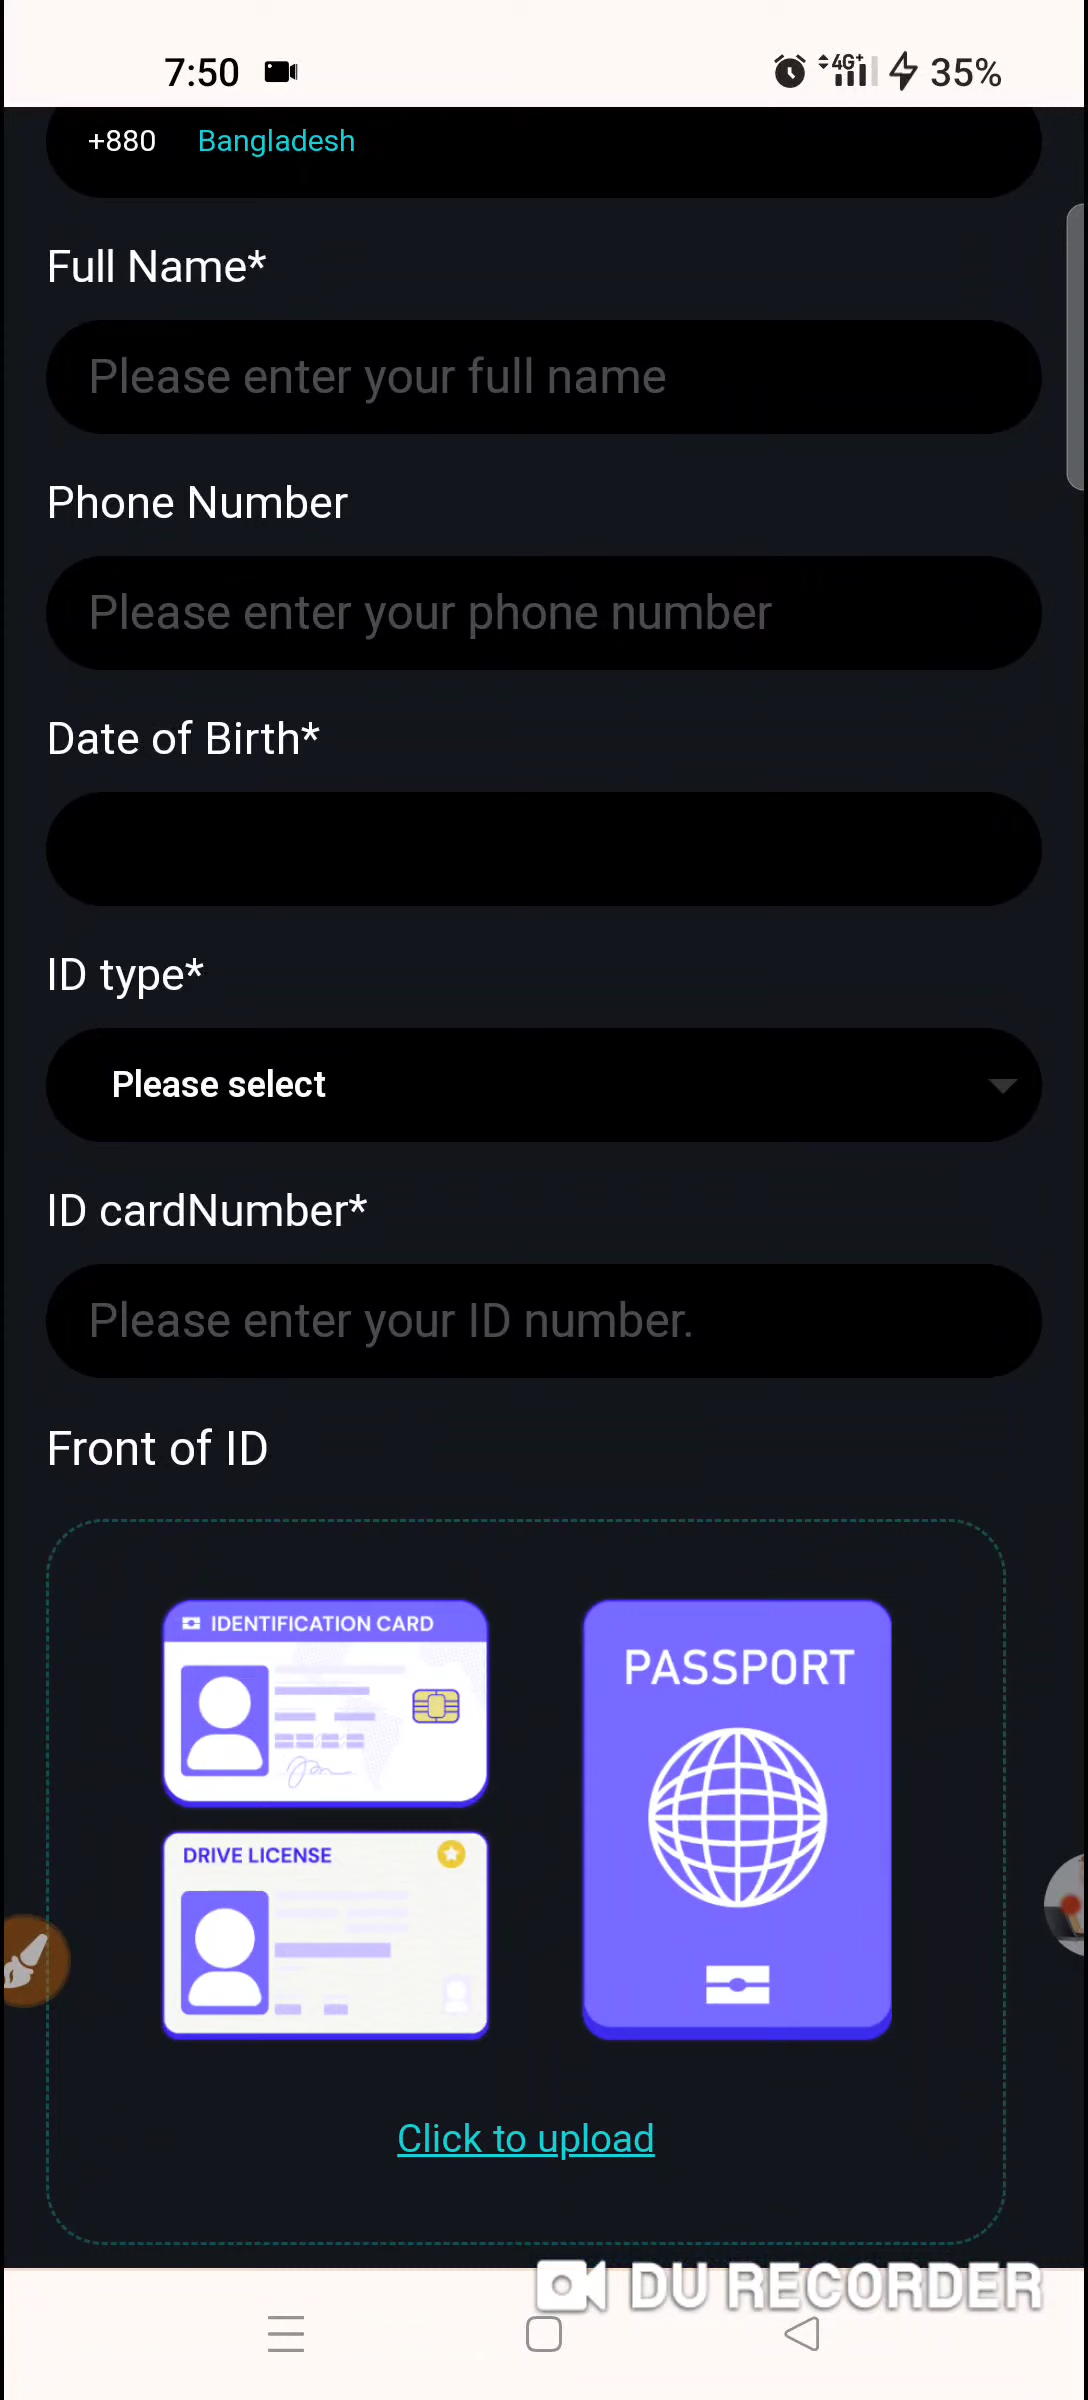 7:50
4G+ 35%
+880 Bangladesh
Full Name*
Please enter your full name
Phone Number
Please enter your phone number
Date of Birth*
ID type*
Please select
ID cardNumber*
Please enter your ID number.
Front of ID
IDENTIFICATION CARD
PASSPORT
DRIVE LICENSE
Click to upload
DU RECORDER